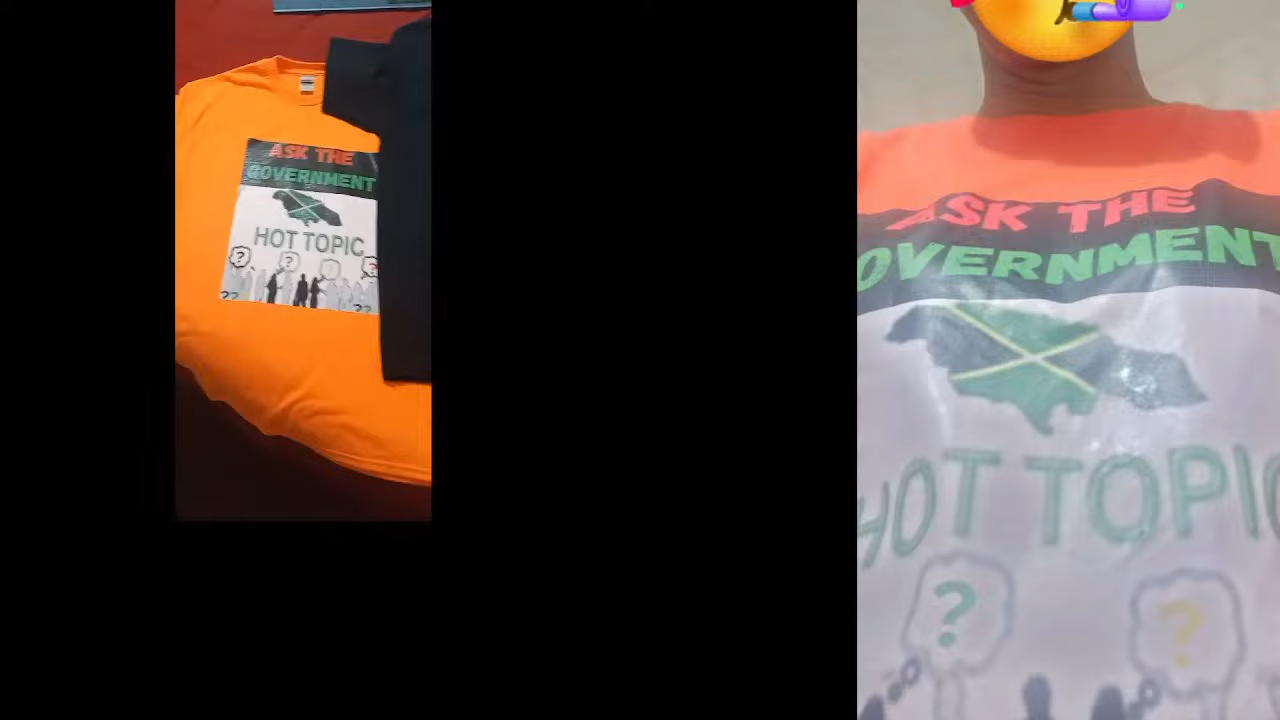 ASK THE
GOVERNMENT
HOT TOPIC
?
?
?
?
??
??
ASK THE
OVERNMENT
HOT TOPIC
?
?